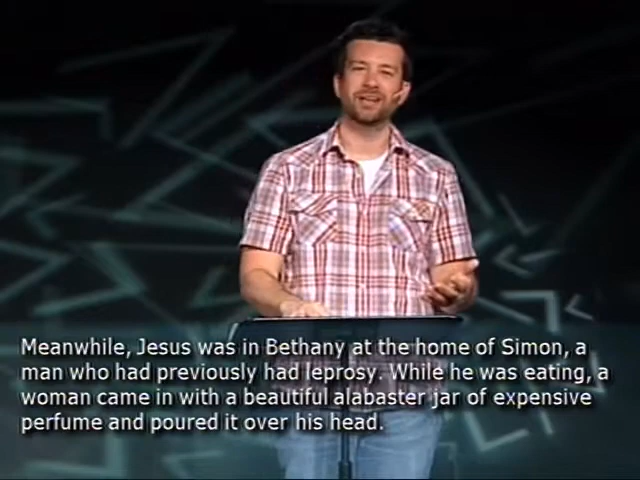 Meanwhile, Jesus was in Bethany at the home of Simon, a
man who had previously had leprosy. While he was eating, a
woman came in with a beautiful alabaster jar of expensive
perfume and poured it over his head.